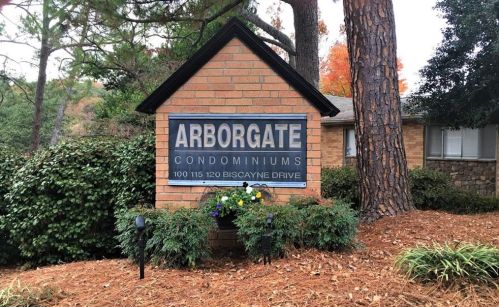 ARBORGATE
CONDOMINIUMS
100 115 120 BISCAYNE DRIVE